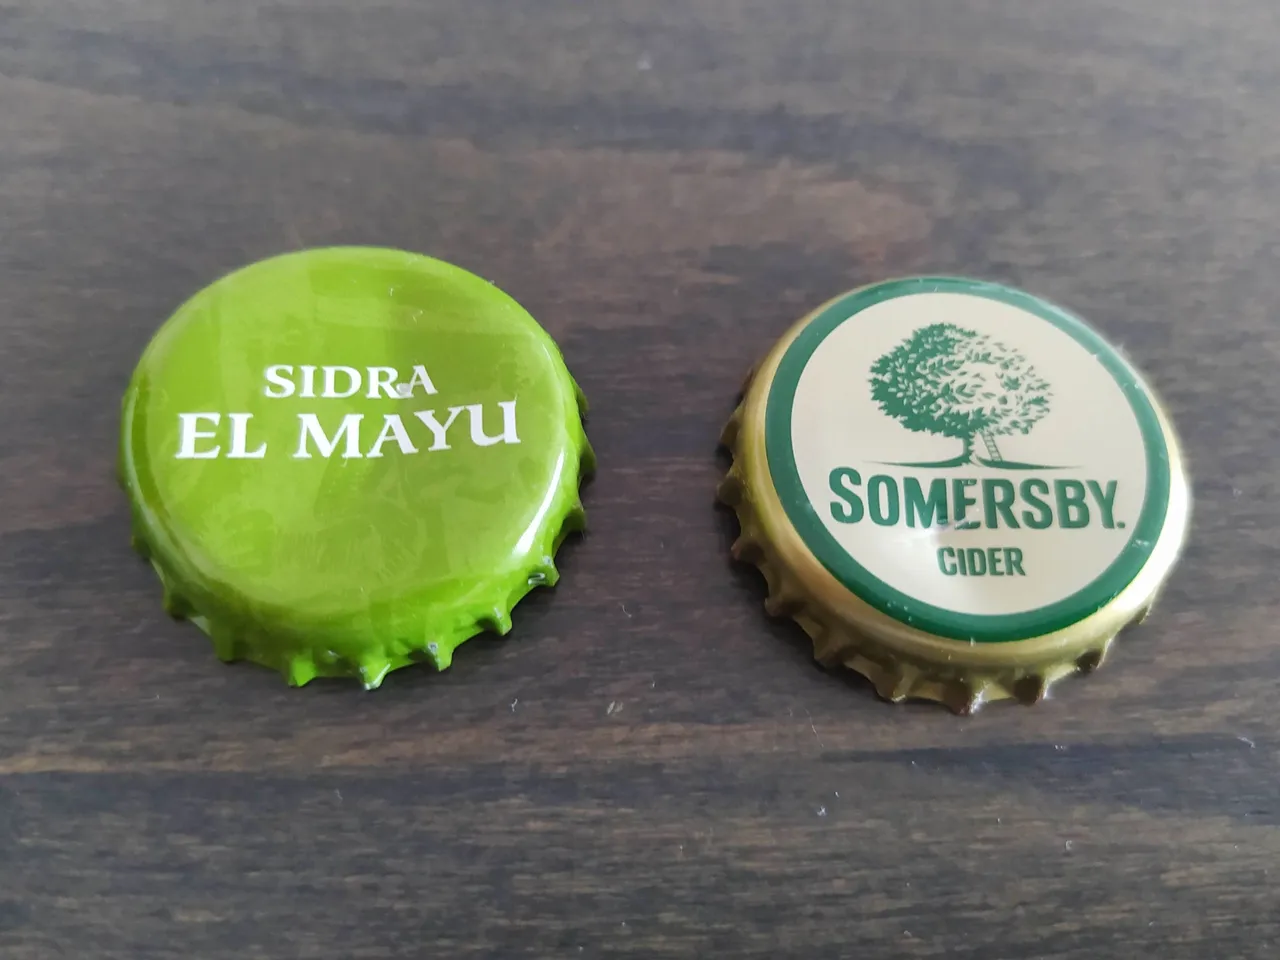 SIDRA
EL MAYU
SOMERSBY.
CIDER